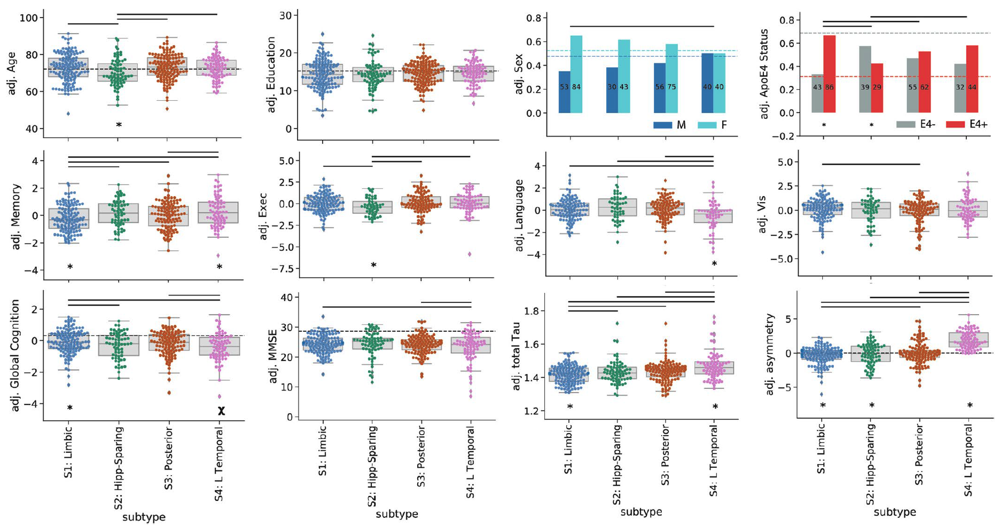 adj. Age
100
80
60
40
*
adj. Education
30
20
10
0
adj. Sex
0.8
0.6
0.4
0.2
0.0
53 84 30 43 56 75 40 40
M F
adj. ApoE4 Status
0.8
0.6
0.4
0.2
0.0
−0.2
43 86 39 29 55 62 32 44
* *
E4- E4+
adj. Memory
4
2
0
−2
−4
* *
adj. Exec
5.0
2.5
0.0
−2.5
−5.0
−7.5
*
adj. Language
4
2
0
−2
−4
*
adj. Vis
5.0
2.5
0.0
−2.5
−5.0
adj. Global Cognition
2
0
−2
−4
* χ
S1: Limbic
S2: Hipp-Sparing
S3: Posterior
S4: L Temporal
subtype
adj. MMSE
40
30
20
10
0
S1: Limbic
S2: Hipp-Sparing
S3: Posterior
S4: L Temporal
subtype
adj. total Tau
1.8
1.6
1.4
1.2
* *
S1: Limbic
S2: Hipp-Sparing
S3: Posterior
S4: L Temporal
subtype
adj. asymmetry
5
0
−5
* * *
S1: Limbic
S2: Hipp-Sparing
S3: Posterior
S4: L Temporal
subtype